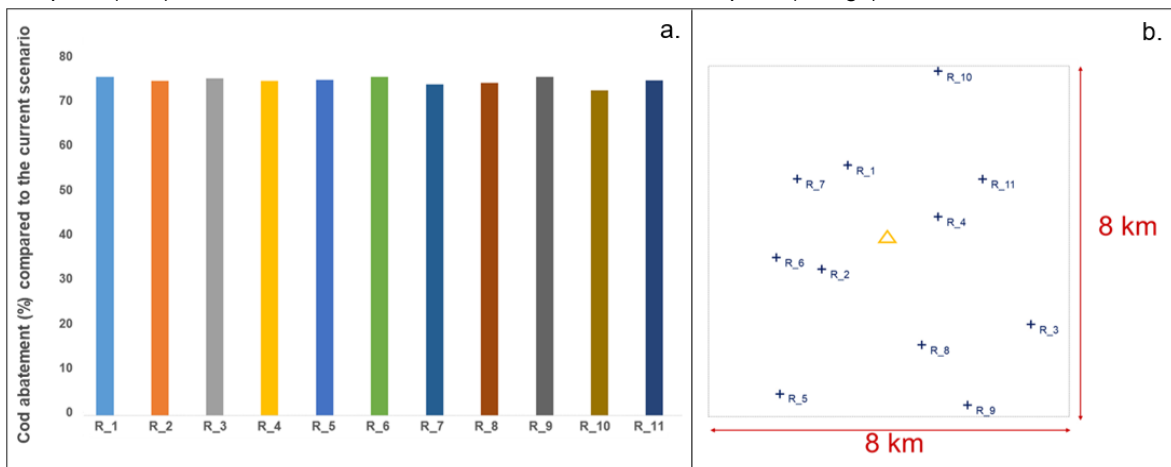 a.
Cod abatement (%) compared to the current scenario
80
70
60
50
40
30
20
10
0
R_1 R_2 R_3 R_4 R_5 R_6 R_7 R_8 R_9 R_10 R_11
b.
R_10
R_1
R_7
R_11
R_4
R_6
R_2
R_3
R_8
R_5
R_9
8 km
8 km